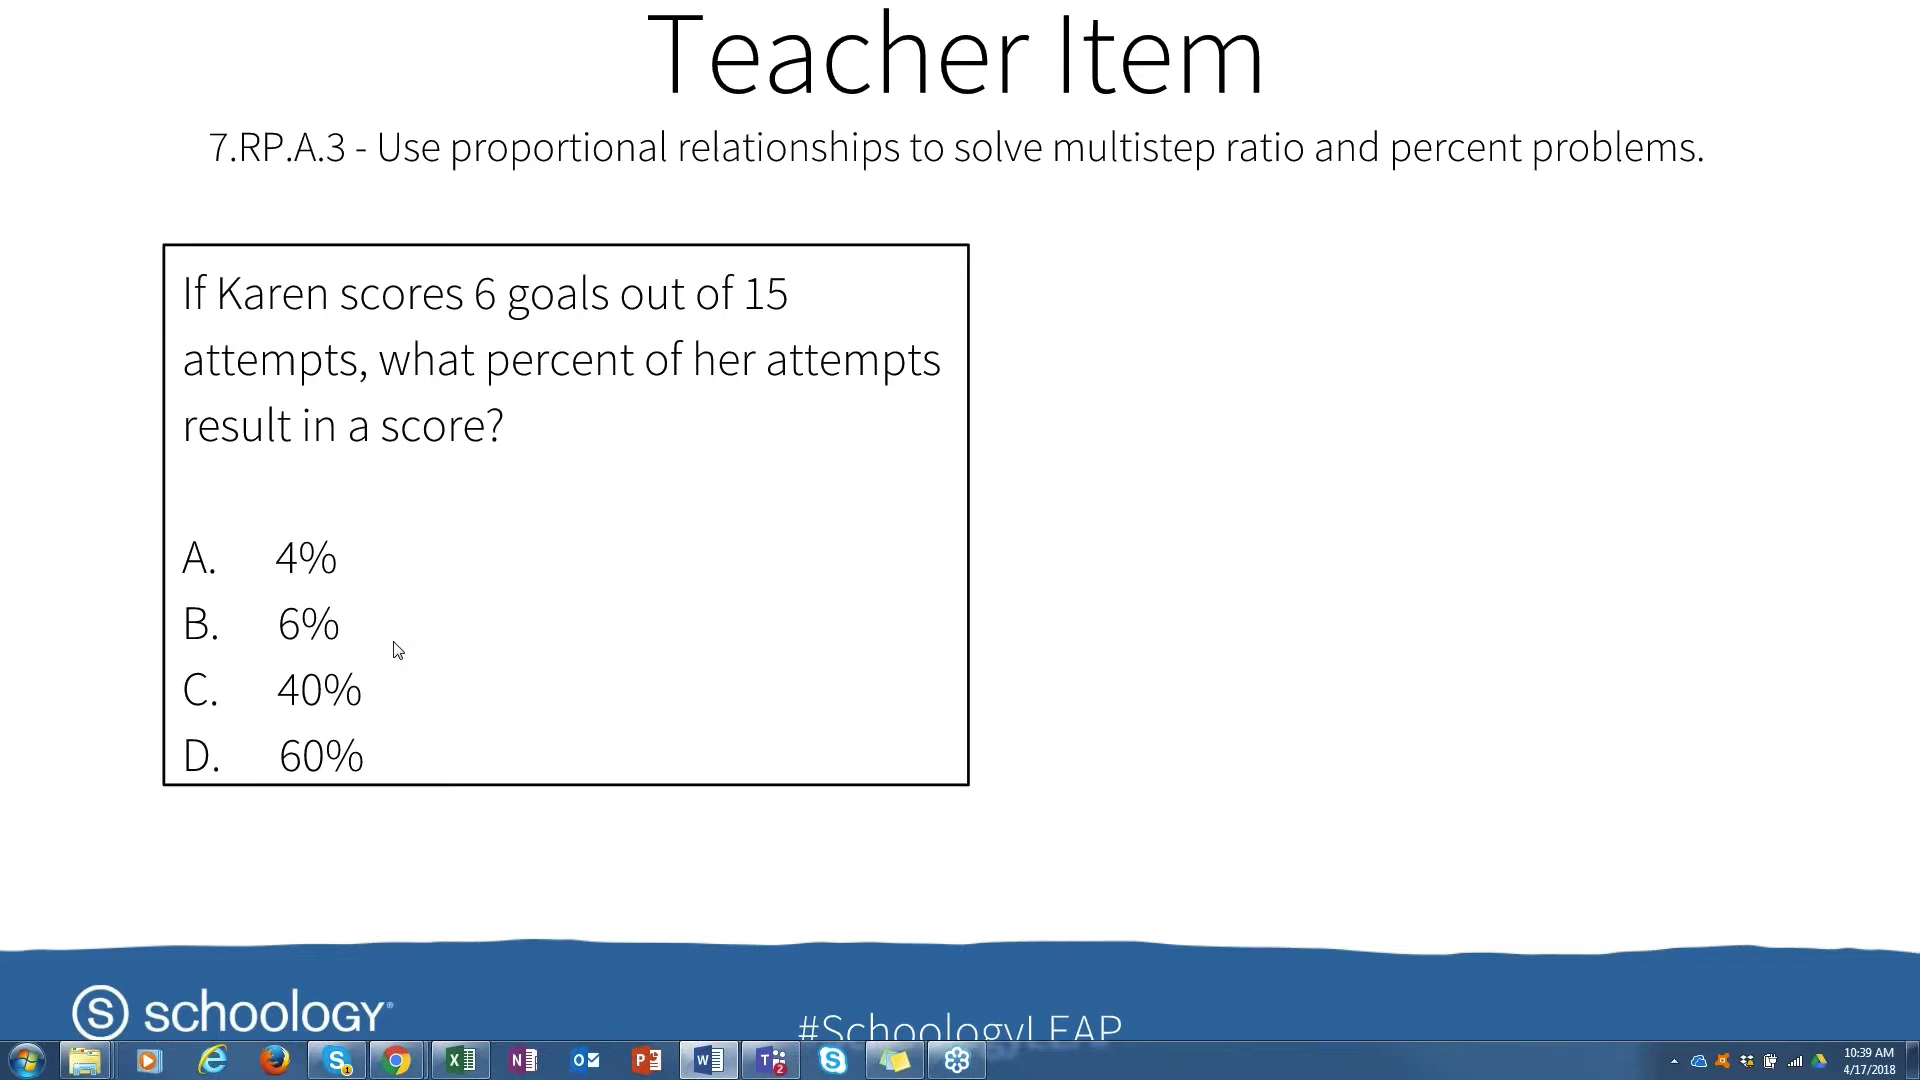 Teacher Item
7.RP.A.3 - Use proportional relationships to solve multistep ratio and percent problems.
If Karen scores 6 goals out of 15
attempts, what percent of her attempts
result in a score?
A. 4%
B. 6%
C. 40%
D. 60%
S schoology®
#SchoologyLEAP
10:39 AM
4/17/2018